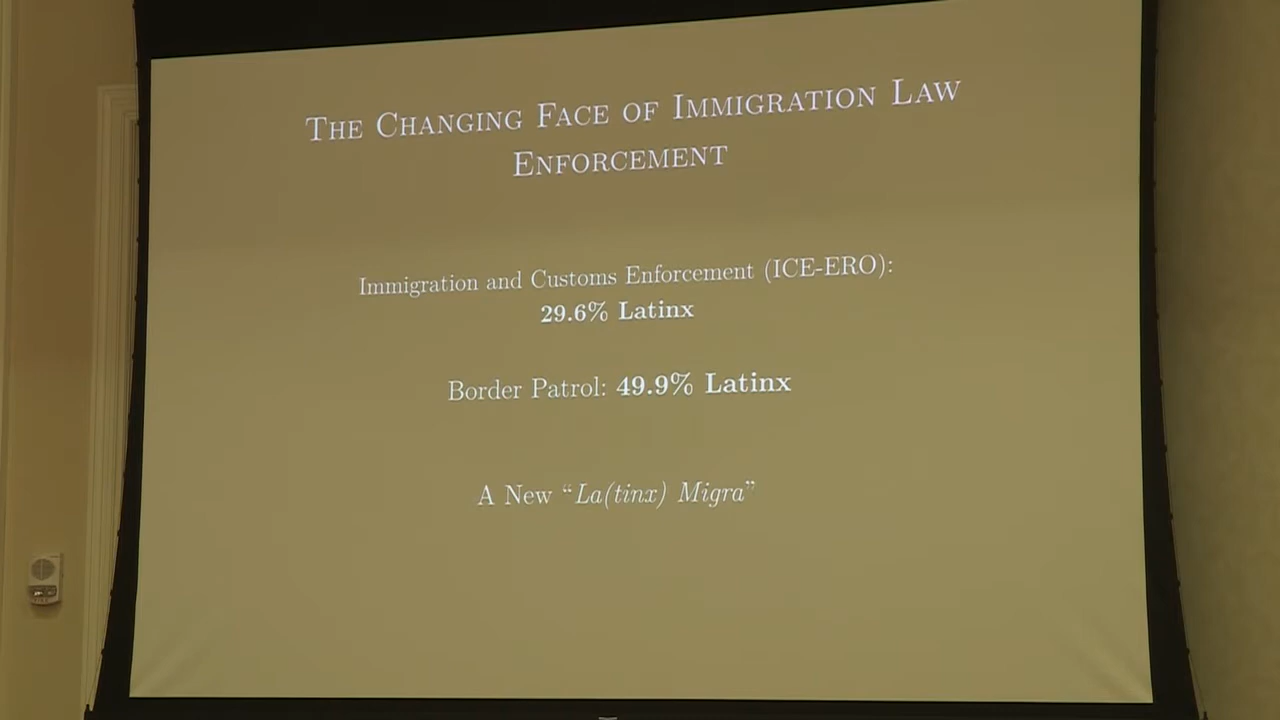 The Changing Face of Immigration Law
Enforcement
Immigration and Customs Enforcement (ICE-ERO):
29.6% Latinx
Border Patrol: 49.9% Latinx
A New “La(tinx) Migra”